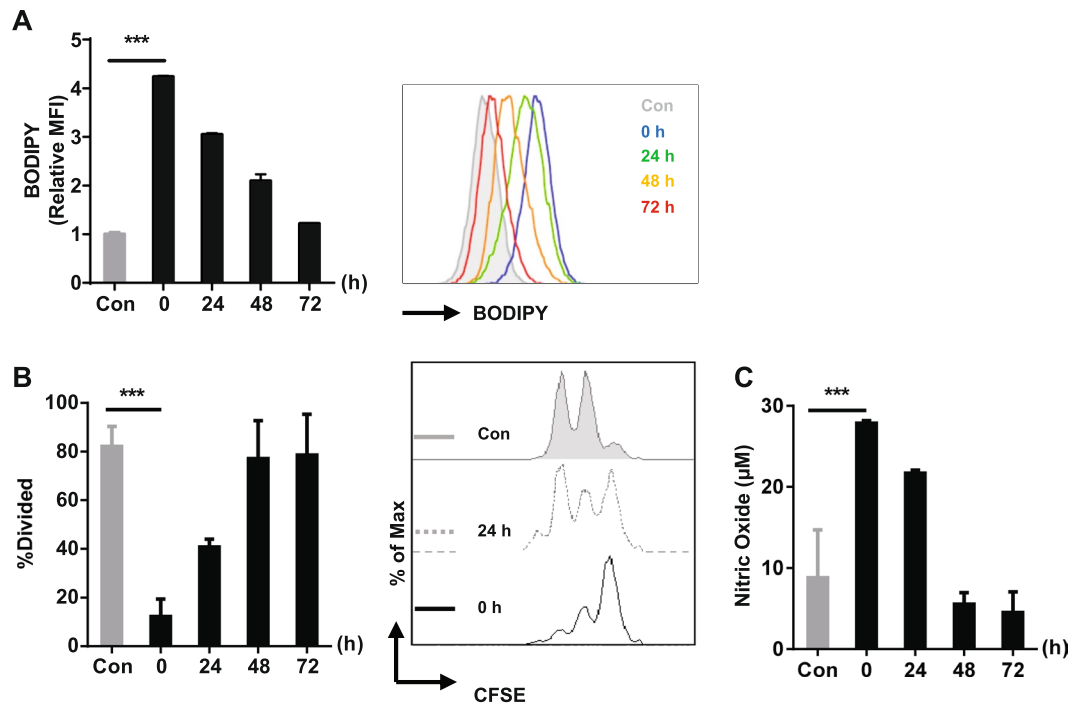 A
***
BODIPY
(Relative MFI)
5
4
3
2
1
0
Con 0 24 48 72 (h)
Con
0 h
24 h
48 h
72 h
BODIPY
B
***
%Divided
100
80
60
40
20
0
Con 0 24 48 72 (h)
Con
24 h
0 h
% of Max
CFSE
C
***
Nitric Oxide (µM)
30
20
10
0
Con 0 24 48 72 (h)